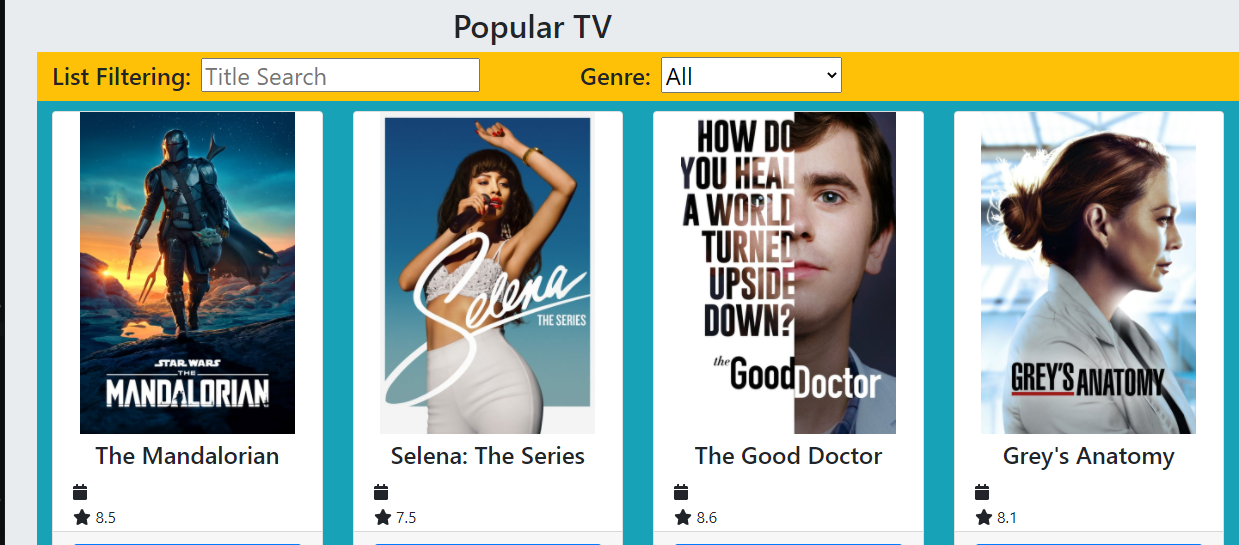 Popular TV
List Filtering:
Title Search
Genre:
All
STAR WARS
THE
MANDALORIAN
Selena
THE SERIES
HOW DO
YOU HEAL
A WORLD
TURNED
UPSIDE
DOWN?
the Good Doctor
GREY'S ANATOMY
The Mandalorian
Selena: The Series
The Good Doctor
Grey's Anatomy
8.5
7.5
8.6
8.1